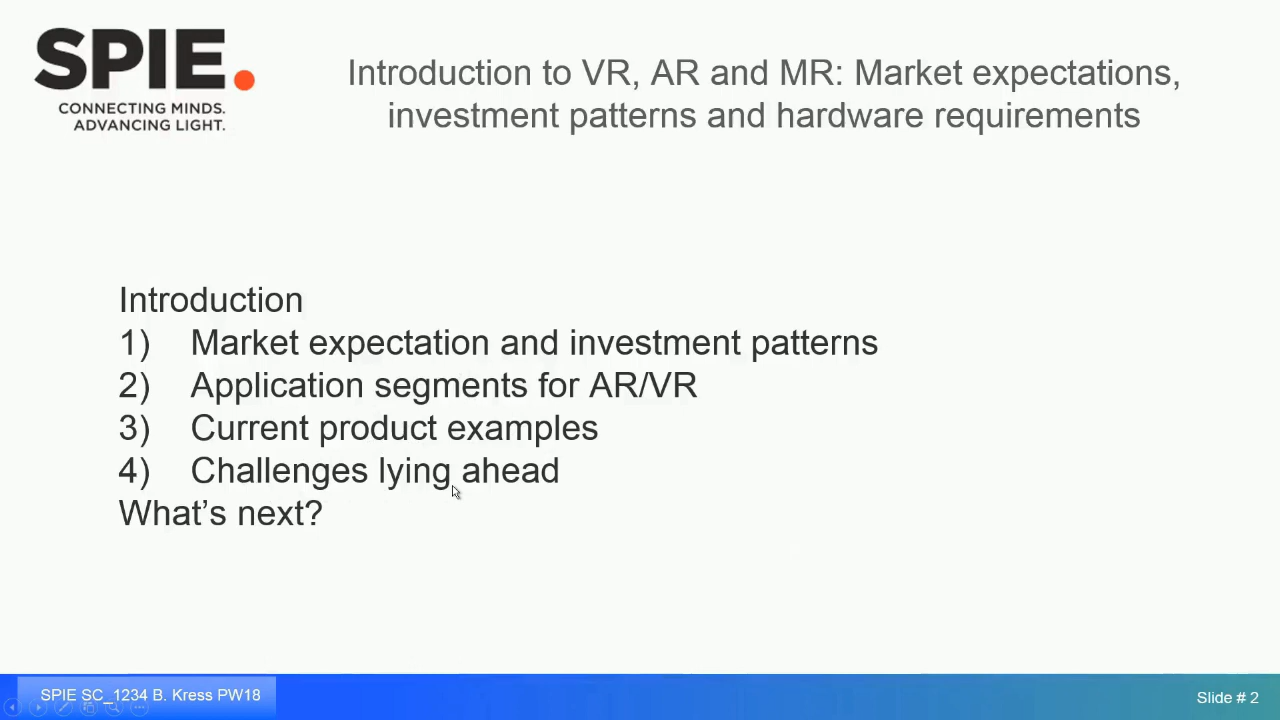 SPIE.
CONNECTING MINDS.
ADVANCING LIGHT.
Introduction to VR, AR and MR: Market expectations,
investment patterns and hardware requirements
Introduction
1) Market expectation and investment patterns
2) Application segments for AR/VR
3) Current product examples
4) Challenges lying ahead
What’s next?
SPIE SC_1234 B. Kress PW18
Slide # 2